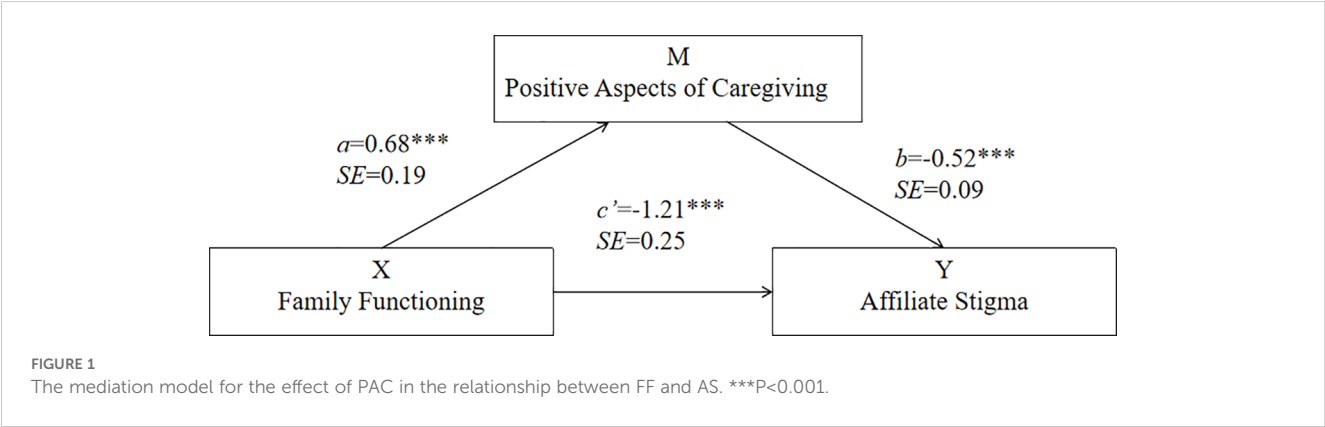 M
Positive Aspects of Caregiving
a=0.68***
SE=0.19
b=-0.52***
SE=0.09
c’=-1.21***
SE=0.25
X
Family Functioning
Y
Affiliate Stigma
FIGURE 1
The mediation model for the effect of PAC in the relationship between FF and AS. ***P<0.001.